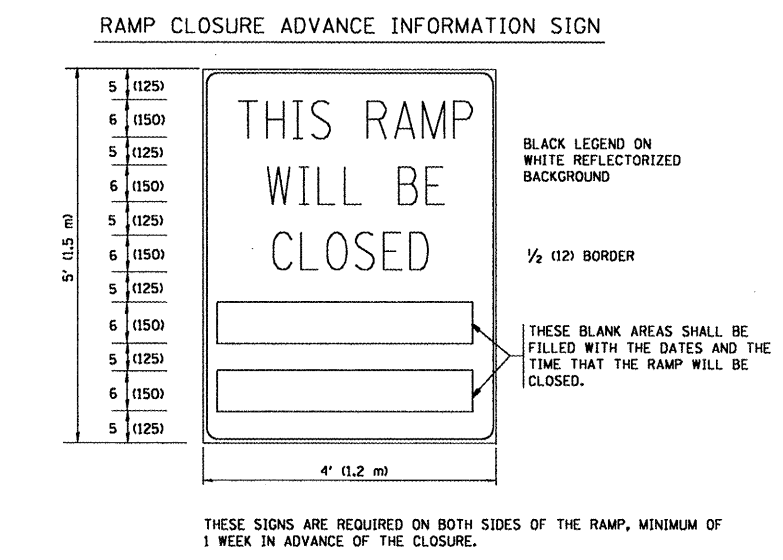 RAMP CLOSURE ADVANCE INFORMATION SIGN
5 (125)
6 (150)
5 (125)
6 (150)
5 (125)
6 (150)
5 (125)
6 (150)
5 (125)
6 (150)
5 (125)
5' (1.5 m)
THIS RAMP
WILL BE
CLOSED
BLACK LEGEND ON
WHITE REFLECTORIZED
BACKGROUND
1/2 (12) BORDER
THESE BLANK AREAS SHALL BE
FILLED WITH THE DATES AND THE
TIME THAT THE RAMP WILL BE
CLOSED.
4' (1.2 m)
THESE SIGNS ARE REQUIRED ON BOTH SIDES OF THE RAMP, MINIMUM OF
1 WEEK IN ADVANCE OF THE CLOSURE.